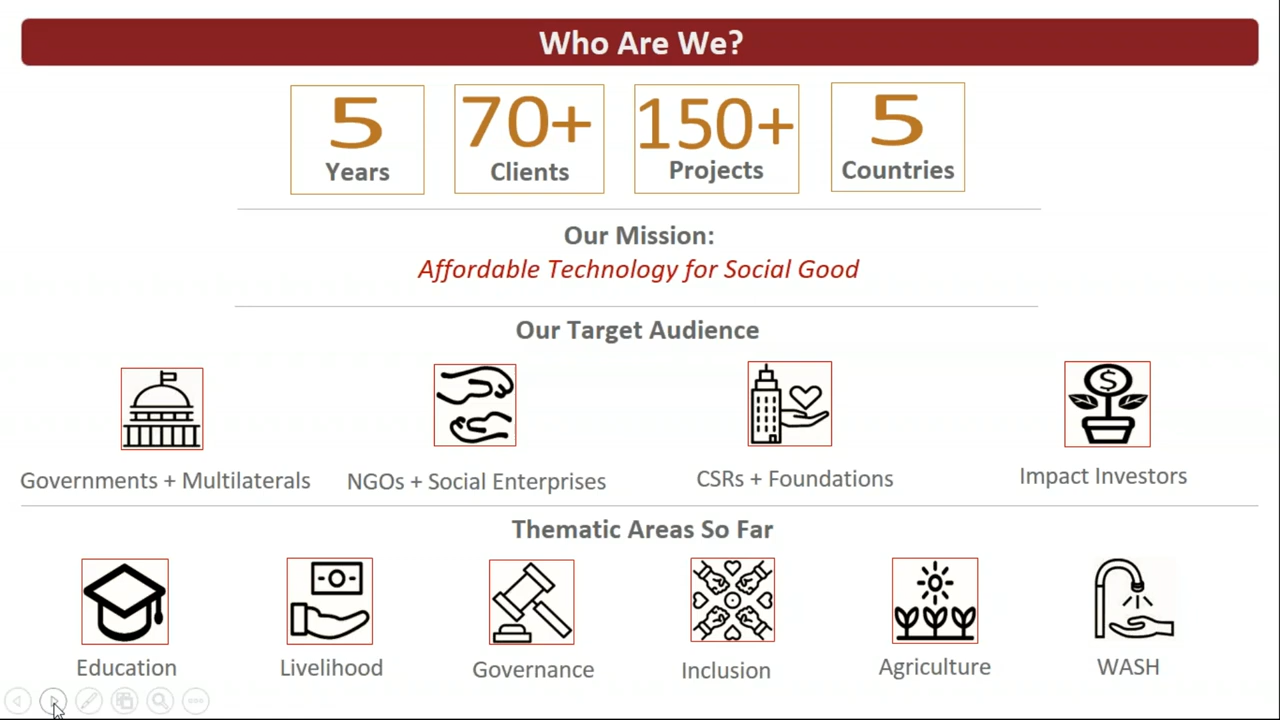 Who Are We?
5
Years
70+
Clients
150+
Projects
5
Countries
Our Mission:
Affordable Technology for Social Good
Our Target Audience
Governments + Multilaterals
NGOs + Social Enterprises
CSRs + Foundations
Impact Investors
Thematic Areas So Far
Education
Livelihood
Governance
Inclusion
Agriculture
WASH